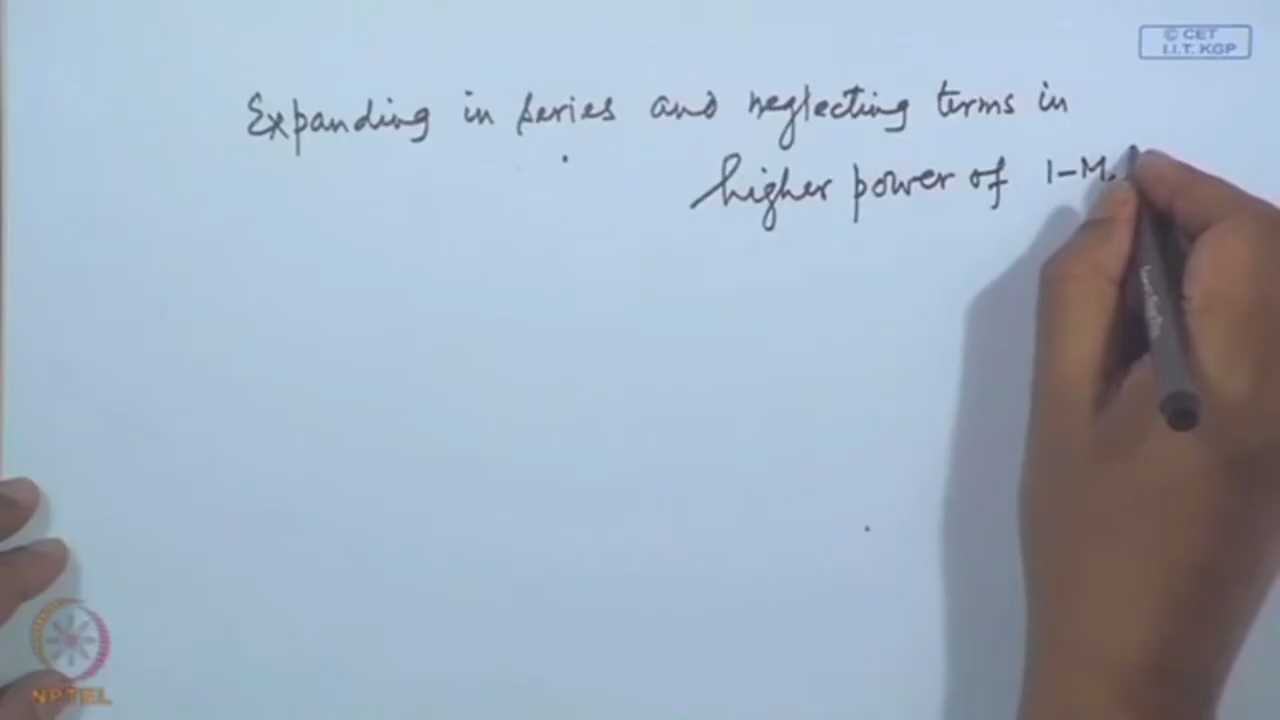 © CET
I.I.T. KGP
Expanding in series and neglecting terms in
higher power of 1-M.
NPTEL